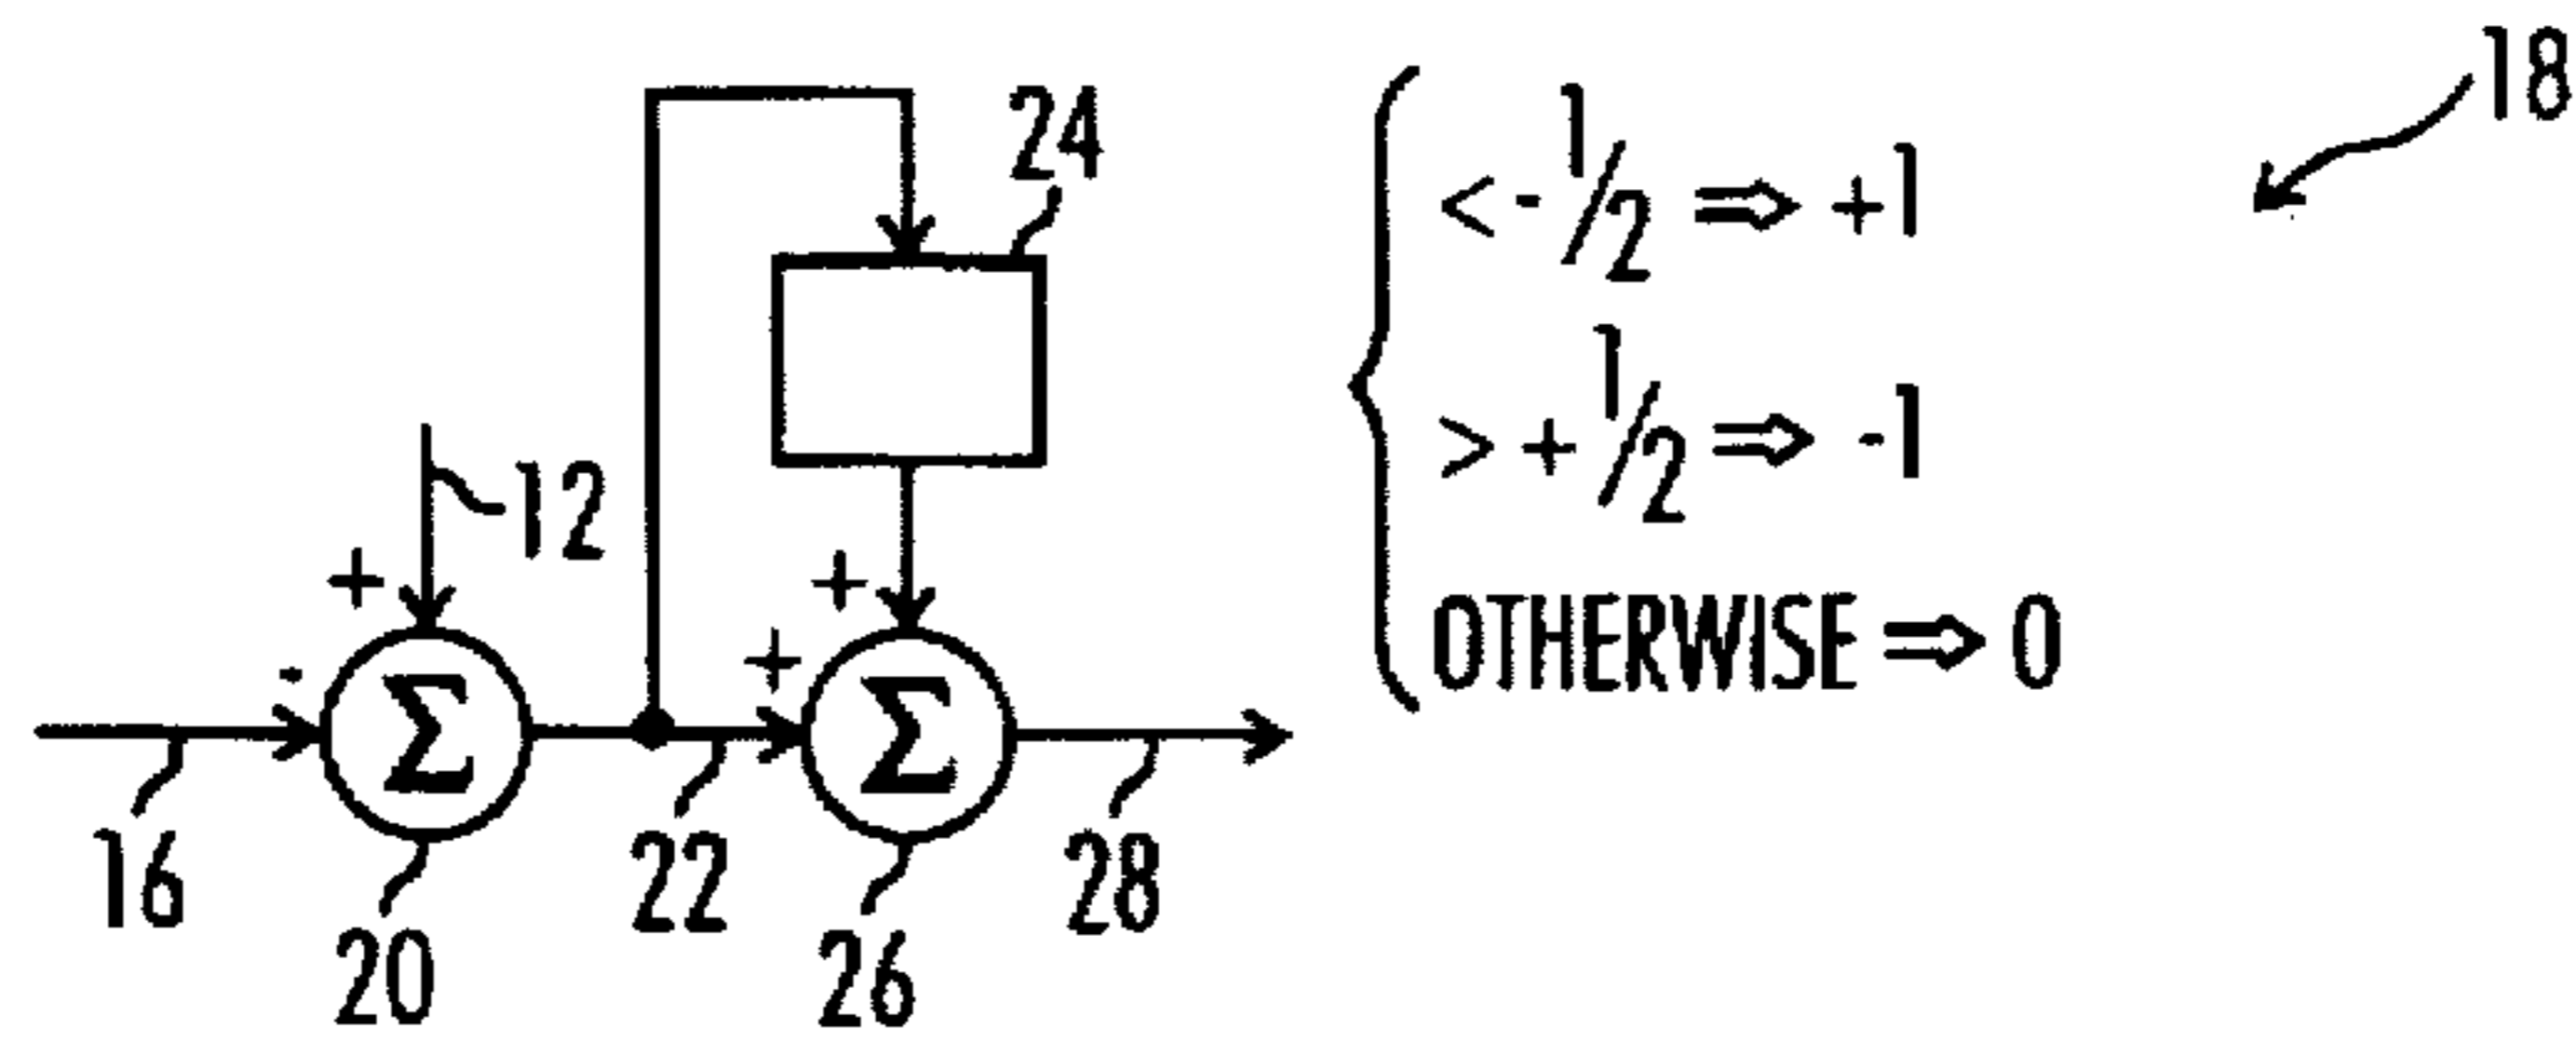 18
24
< - 1/2 ⇒ +1
> + 1/2 ⇒ -1
OTHERWISE ⇒ 0
12
+
+
-
+
Σ
Σ
16
22
28
20
26